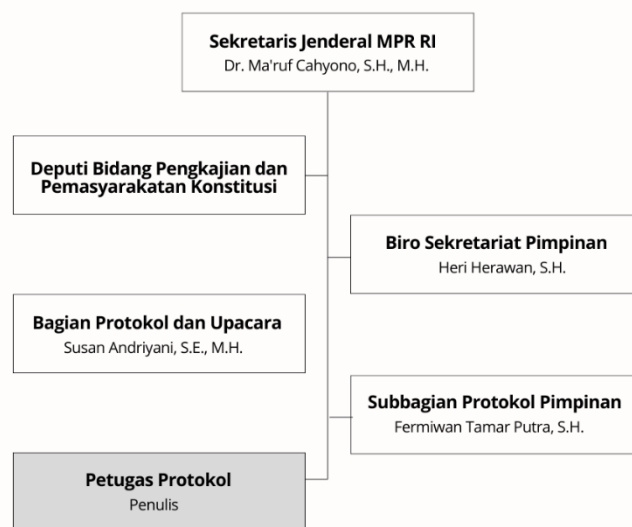 Sekretaris Jenderal MPR RI
Dr. Ma'ruf Cahyono, S.H., M.H.
Deputi Bidang Pengkajian dan
Pemasyarakatan Konstitusi
Biro Sekretariat Pimpinan
Heri Herawan, S.H.
Bagian Protokol dan Upacara
Susan Andriyani, S.E., M.H.
Subbagian Protokol Pimpinan
Fermiwan Tamar Putra, S.H.
Petugas Protokol
Penulis